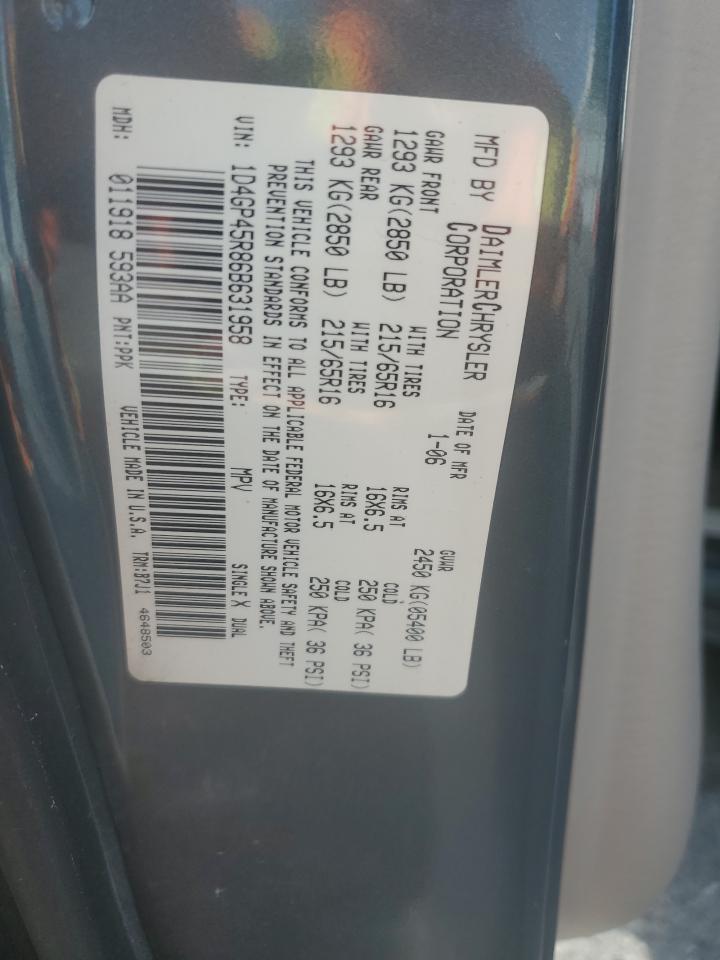 MFD BY DAIMLERCHRYSLER CORPORATION DATE OF MFR 1-06 GVWR 2450 KG(05400 LB)
GAWR FRONT WITH TIRES RIMS AT COLD
1293 KG(2850 LB) 215/65R16 16X6.5 250 KPA( 36 PSI)
GAWR REAR WITH TIRES RIMS AT COLD
1293 KG(2850 LB) 215/65R16 16X6.5 250 KPA( 36 PSI)
THIS VEHICLE CONFORMS TO ALL APPLICABLE FEDERAL MOTOR VEHICLE SAFETY AND THEFT
PREVENTION STANDARDS IN EFFECT ON THE DATE OF MANUFACTURE SHOWN ABOVE.
VIN: 1D4GP45R86B631958 TYPE: MPV SINGLE X DUAL
MDH: 011918 593AA PNT:PPK VEHICLE MADE IN U.S.A. TRM:B7J1 4648503